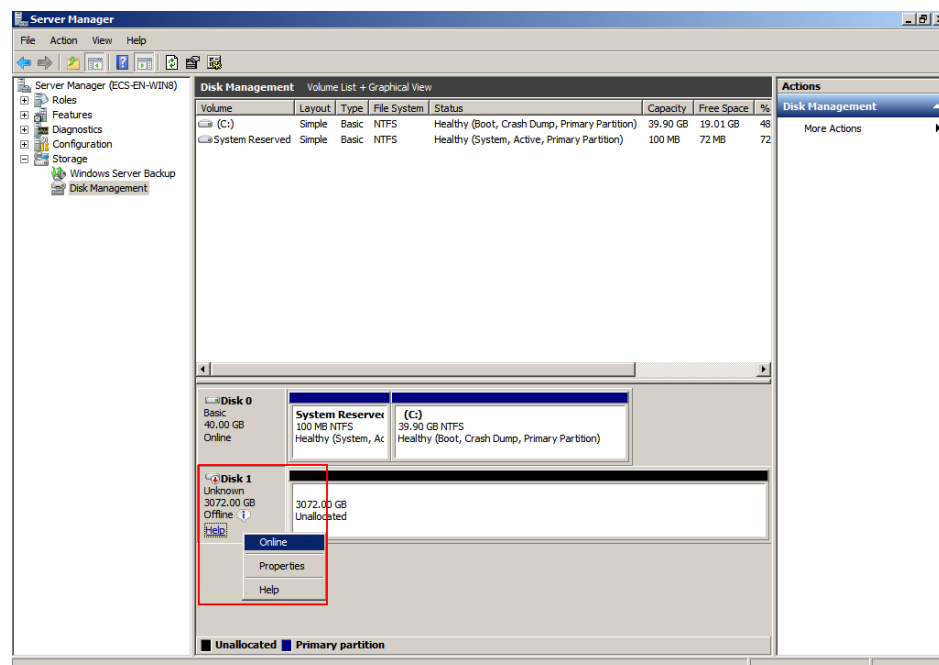 Server Manager
File Action View Help
Server Manager (ECS-EN-WIN8)
Roles
Features
Diagnostics
Configuration
Storage
Windows Server Backup
Disk Management
Disk Management Volume List + Graphical View
Volume Layout Type File System Status Capacity Free Space %
(C:) Simple Basic NTFS Healthy (Boot, Crash Dump, Primary Partition) 39.90 GB 19.01 GB 48
System Reserved Simple Basic NTFS Healthy (System, Active, Primary Partition) 100 MB 72 MB 72
Disk 0
Basic
40.00 GB
Online
System Reserved
100 MB NTFS
Healthy (System, Ac
(C:)
39.90 GB NTFS
Healthy (Boot, Crash Dump, Primary Partition)
Disk 1
Unknown
3072.00 GB
Offline
Help
3072.00 GB
Unallocated
Online
Properties
Help
Unallocated Primary partition
Actions
Disk Management
More Actions